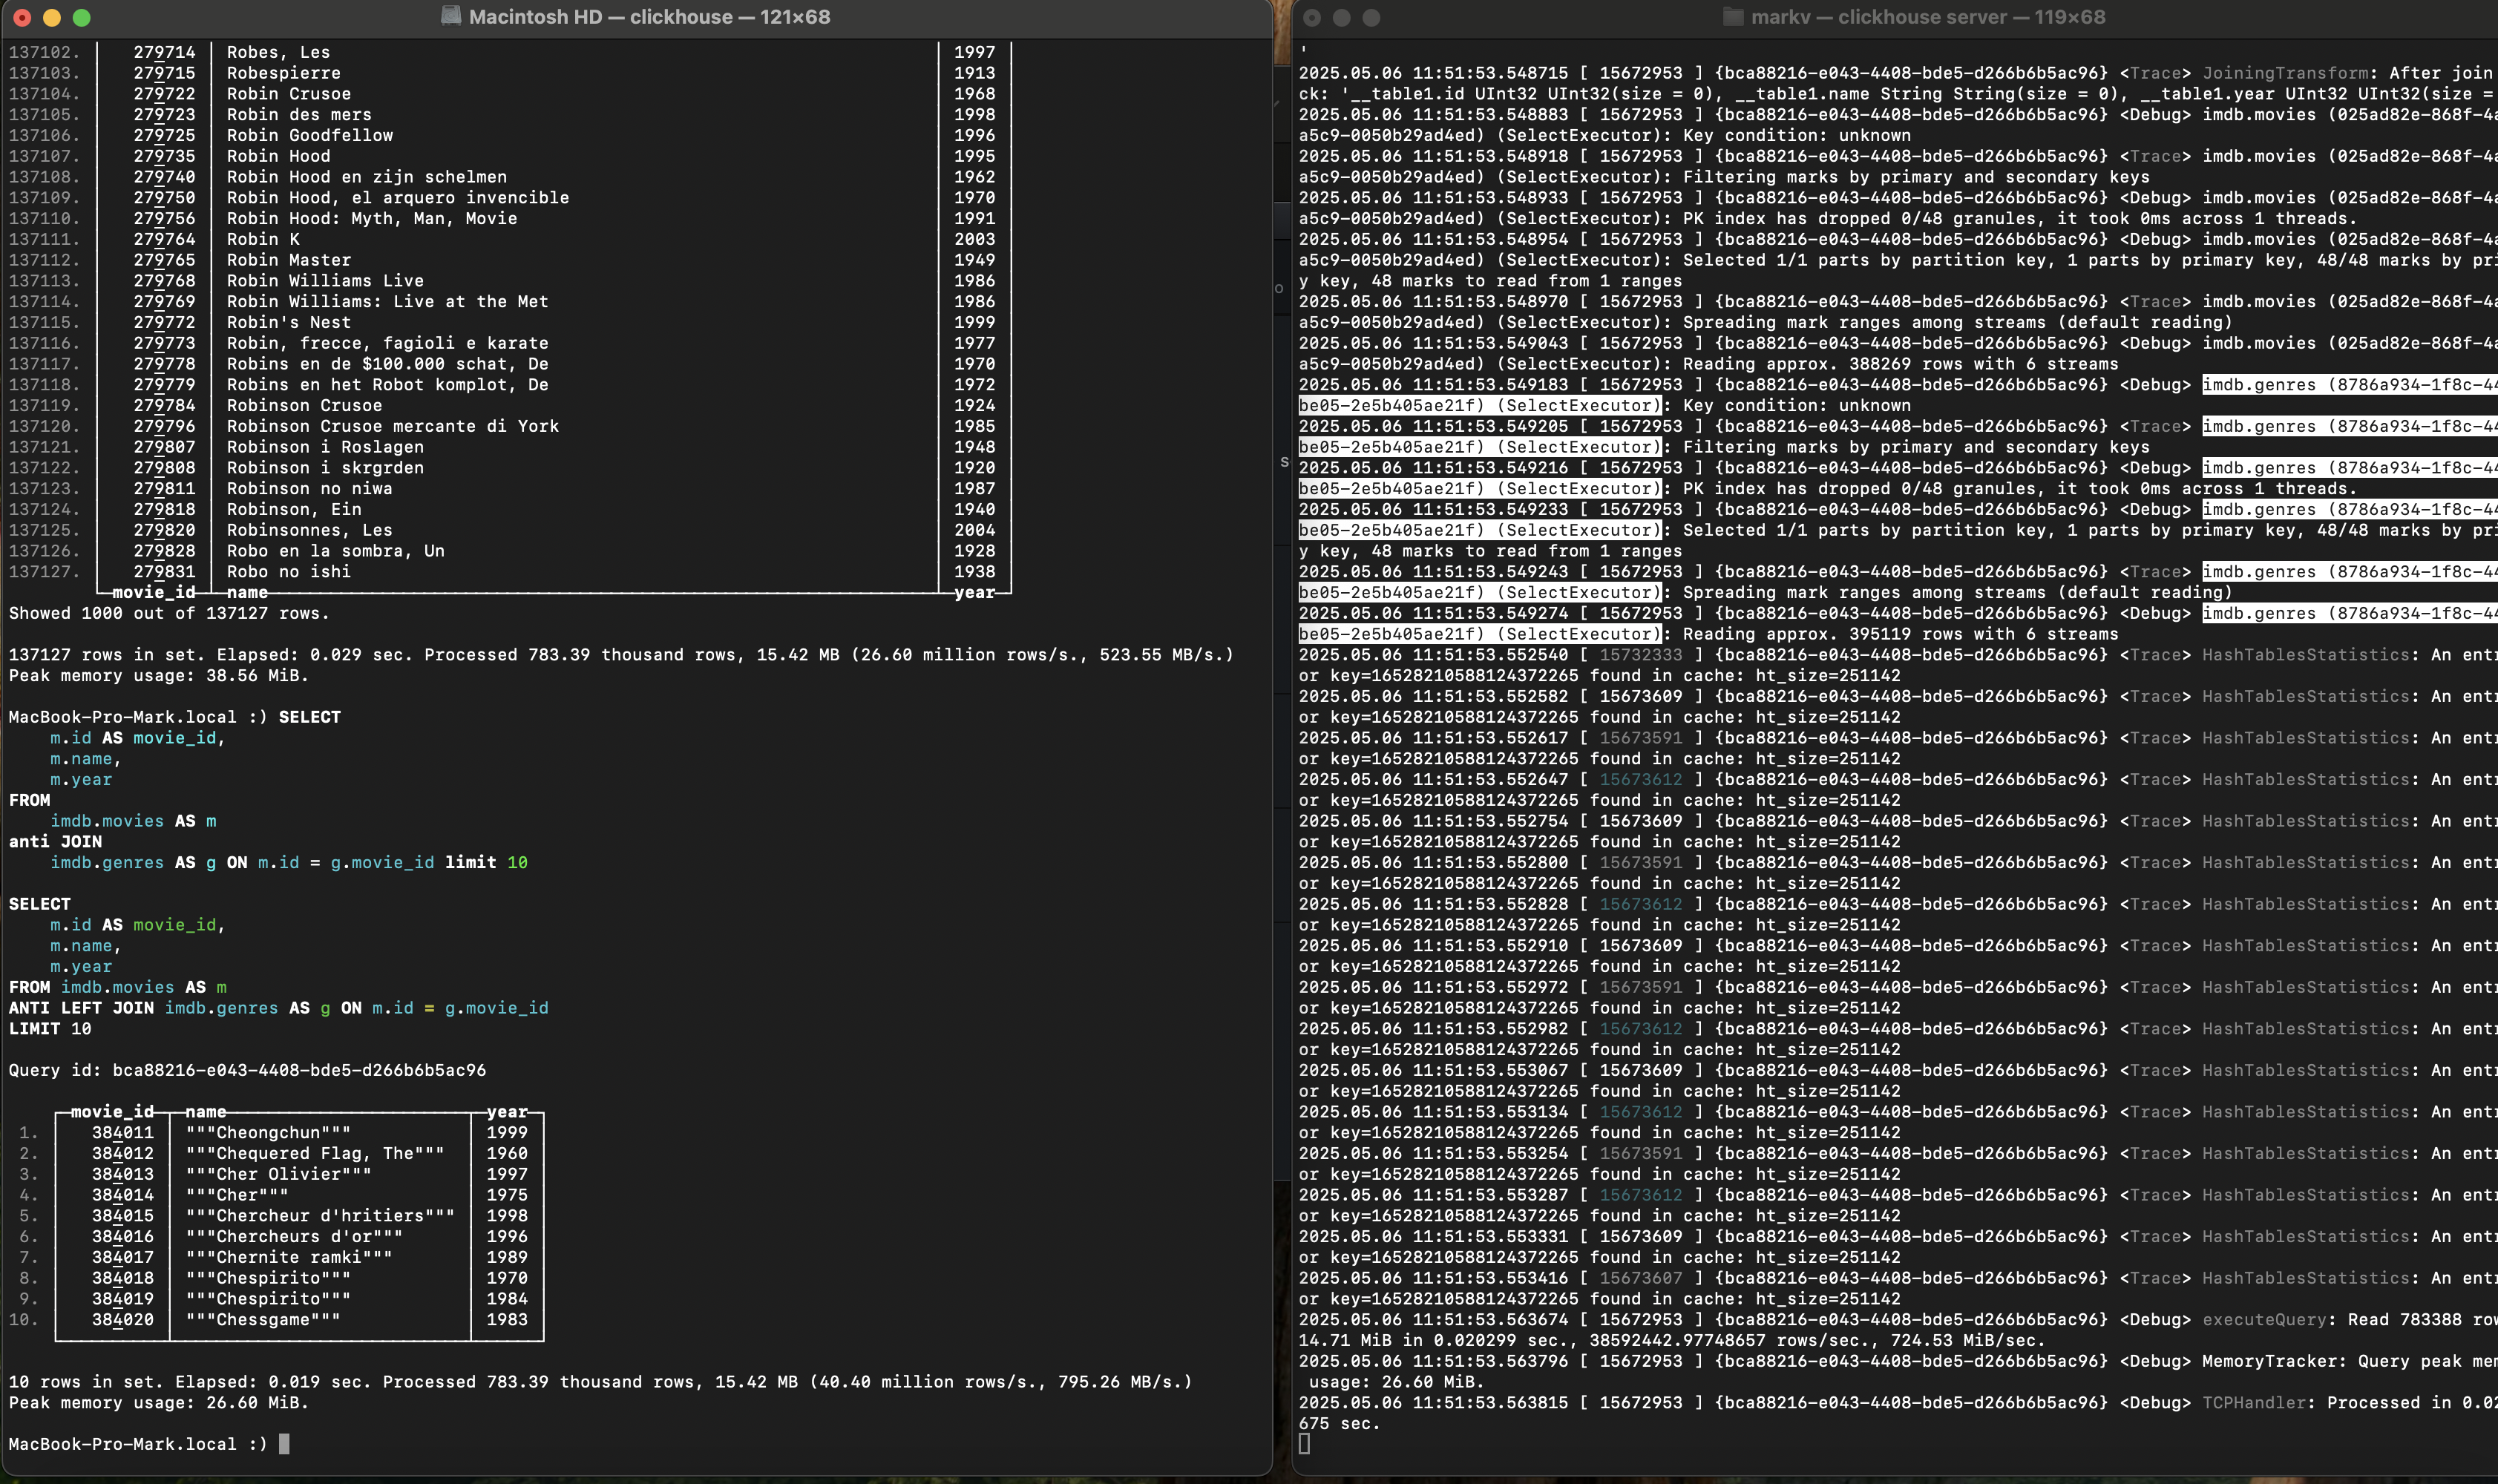 Macintosh HD — clickhouse — 121×68
137102. 279714 Robes, Les 1997
137103. 279715 Robespierre 1913
137104. 279722 Robin Crusoe 1968
137105. 279723 Robin des mers 1998
137106. 279725 Robin Goodfellow 1996
137107. 279735 Robin Hood 1995
137108. 279740 Robin Hood en zijn schelmen 1962
137109. 279750 Robin Hood, el arquero invencible 1970
137110. 279756 Robin Hood: Myth, Man, Movie 1991
137111. 279764 Robin K 2003
137112. 279765 Robin Master 1949
137113. 279768 Robin Williams Live 1986
137114. 279769 Robin Williams: Live at the Met 1986
137115. 279772 Robin's Nest 1999
137116. 279773 Robin, frecce, fagioli e karate 1977
137117. 279778 Robins en de $100.000 schat, De 1970
137118. 279779 Robins en het Robot komplot, De 1972
137119. 279784 Robinson Crusoe 1924
137120. 279796 Robinson Crusoe mercante di York 1985
137121. 279807 Robinson i Roslagen 1948
137122. 279808 Robinson i skrgrden 1920
137123. 279811 Robinson no niwa 1987
137124. 279818 Robinson, Ein 1940
137125. 279820 Robinsonnes, Les 2004
137126. 279828 Robo en la sombra, Un 1928
137127. 279831 Robo no ishi 1938
movie_id name year
Showed 1000 out of 137127 rows.
137127 rows in set. Elapsed: 0.029 sec. Processed 783.39 thousand rows, 15.42 MB (26.60 million rows/s., 523.55 MB/s.)
Peak memory usage: 38.56 MiB.
MacBook-Pro-Mark.local :) SELECT
m.id AS movie_id,
m.name,
m.year
FROM
imdb.movies AS m
anti JOIN
imdb.genres AS g ON m.id = g.movie_id limit 10
SELECT
m.id AS movie_id,
m.name,
m.year
FROM imdb.movies AS m
ANTI LEFT JOIN imdb.genres AS g ON m.id = g.movie_id
LIMIT 10
Query id: bca88216-e043-4408-bde5-d266b6b5ac96
movie_id name year
1. 384011 """Cheongchun""" 1999
2. 384012 """Chequered Flag, The""" 1960
3. 384013 """Cher Olivier""" 1997
4. 384014 """Cher""" 1975
5. 384015 """Chercheur d'hritiers""" 1998
6. 384016 """Chercheurs d'or""" 1996
7. 384017 """Chernite ramki""" 1989
8. 384018 """Chespirito""" 1970
9. 384019 """Chespirito""" 1984
10. 384020 """Chessgame""" 1983
10 rows in set. Elapsed: 0.019 sec. Processed 783.39 thousand rows, 15.42 MB (40.40 million rows/s., 795.26 MB/s.)
Peak memory usage: 26.60 MiB.
MacBook-Pro-Mark.local :)
markv — clickhouse server — 119×68
'
2025.05.06 11:51:53.548715 [ 15672953 ] {bca88216-e043-4408-bde5-d266b6b5ac96} <Trace> JoiningTransform: After join
ck: '__table1.id UInt32 UInt32(size = 0), __table1.name String String(size = 0), __table1.year UInt32 UInt32(size =
2025.05.06 11:51:53.548883 [ 15672953 ] {bca88216-e043-4408-bde5-d266b6b5ac96} <Debug> imdb.movies (025ad82e-868f-4a
a5c9-0050b29ad4ed) (SelectExecutor): Key condition: unknown
2025.05.06 11:51:53.548918 [ 15672953 ] {bca88216-e043-4408-bde5-d266b6b5ac96} <Trace> imdb.movies (025ad82e-868f-4a
a5c9-0050b29ad4ed) (SelectExecutor): Filtering marks by primary and secondary keys
2025.05.06 11:51:53.548933 [ 15672953 ] {bca88216-e043-4408-bde5-d266b6b5ac96} <Debug> imdb.movies (025ad82e-868f-4a
a5c9-0050b29ad4ed) (SelectExecutor): PK index has dropped 0/48 granules, it took 0ms across 1 threads.
2025.05.06 11:51:53.548954 [ 15672953 ] {bca88216-e043-4408-bde5-d266b6b5ac96} <Debug> imdb.movies (025ad82e-868f-4a
a5c9-0050b29ad4ed) (SelectExecutor): Selected 1/1 parts by partition key, 1 parts by primary key, 48/48 marks by pri
y key, 48 marks to read from 1 ranges
2025.05.06 11:51:53.548970 [ 15672953 ] {bca88216-e043-4408-bde5-d266b6b5ac96} <Trace> imdb.movies (025ad82e-868f-4a
a5c9-0050b29ad4ed) (SelectExecutor): Spreading mark ranges among streams (default reading)
2025.05.06 11:51:53.549043 [ 15672953 ] {bca88216-e043-4408-bde5-d266b6b5ac96} <Debug> imdb.movies (025ad82e-868f-4a
a5c9-0050b29ad4ed) (SelectExecutor): Reading approx. 388269 rows with 6 streams
2025.05.06 11:51:53.549183 [ 15672953 ] {bca88216-e043-4408-bde5-d266b6b5ac96} <Debug> imdb.genres (8786a934-1f8c-44
be05-2e5b405ae21f) (SelectExecutor): Key condition: unknown
2025.05.06 11:51:53.549205 [ 15672953 ] {bca88216-e043-4408-bde5-d266b6b5ac96} <Trace> imdb.genres (8786a934-1f8c-44
be05-2e5b405ae21f) (SelectExecutor): Filtering marks by primary and secondary keys
2025.05.06 11:51:53.549216 [ 15672953 ] {bca88216-e043-4408-bde5-d266b6b5ac96} <Debug> imdb.genres (8786a934-1f8c-44
be05-2e5b405ae21f) (SelectExecutor): PK index has dropped 0/48 granules, it took 0ms across 1 threads.
2025.05.06 11:51:53.549233 [ 15672953 ] {bca88216-e043-4408-bde5-d266b6b5ac96} <Debug> imdb.genres (8786a934-1f8c-44
be05-2e5b405ae21f) (SelectExecutor): Selected 1/1 parts by partition key, 1 parts by primary key, 48/48 marks by pri
y key, 48 marks to read from 1 ranges
2025.05.06 11:51:53.549243 [ 15672953 ] {bca88216-e043-4408-bde5-d266b6b5ac96} <Trace> imdb.genres (8786a934-1f8c-44
be05-2e5b405ae21f) (SelectExecutor): Spreading mark ranges among streams (default reading)
2025.05.06 11:51:53.549274 [ 15672953 ] {bca88216-e043-4408-bde5-d266b6b5ac96} <Debug> imdb.genres (8786a934-1f8c-44
be05-2e5b405ae21f) (SelectExecutor): Reading approx. 395119 rows with 6 streams
2025.05.06 11:51:53.552540 [ 15732333 ] {bca88216-e043-4408-bde5-d266b6b5ac96} <Trace> HashTablesStatistics: An entr
or key=16528210588124372265 found in cache: ht_size=251142
2025.05.06 11:51:53.552582 [ 15673609 ] {bca88216-e043-4408-bde5-d266b6b5ac96} <Trace> HashTablesStatistics: An entr
or key=16528210588124372265 found in cache: ht_size=251142
2025.05.06 11:51:53.552617 [ 15673591 ] {bca88216-e043-4408-bde5-d266b6b5ac96} <Trace> HashTablesStatistics: An entr
or key=16528210588124372265 found in cache: ht_size=251142
2025.05.06 11:51:53.552647 [ 15673612 ] {bca88216-e043-4408-bde5-d266b6b5ac96} <Trace> HashTablesStatistics: An entr
or key=16528210588124372265 found in cache: ht_size=251142
2025.05.06 11:51:53.552754 [ 15673609 ] {bca88216-e043-4408-bde5-d266b6b5ac96} <Trace> HashTablesStatistics: An entr
or key=16528210588124372265 found in cache: ht_size=251142
2025.05.06 11:51:53.552800 [ 15673591 ] {bca88216-e043-4408-bde5-d266b6b5ac96} <Trace> HashTablesStatistics: An entr
or key=16528210588124372265 found in cache: ht_size=251142
2025.05.06 11:51:53.552828 [ 15673612 ] {bca88216-e043-4408-bde5-d266b6b5ac96} <Trace> HashTablesStatistics: An entr
or key=16528210588124372265 found in cache: ht_size=251142
2025.05.06 11:51:53.552910 [ 15673609 ] {bca88216-e043-4408-bde5-d266b6b5ac96} <Trace> HashTablesStatistics: An entr
or key=16528210588124372265 found in cache: ht_size=251142
2025.05.06 11:51:53.552972 [ 15673591 ] {bca88216-e043-4408-bde5-d266b6b5ac96} <Trace> HashTablesStatistics: An entr
or key=16528210588124372265 found in cache: ht_size=251142
2025.05.06 11:51:53.552982 [ 15673612 ] {bca88216-e043-4408-bde5-d266b6b5ac96} <Trace> HashTablesStatistics: An entr
or key=16528210588124372265 found in cache: ht_size=251142
2025.05.06 11:51:53.553067 [ 15673609 ] {bca88216-e043-4408-bde5-d266b6b5ac96} <Trace> HashTablesStatistics: An entr
or key=16528210588124372265 found in cache: ht_size=251142
2025.05.06 11:51:53.553134 [ 15673612 ] {bca88216-e043-4408-bde5-d266b6b5ac96} <Trace> HashTablesStatistics: An entr
or key=16528210588124372265 found in cache: ht_size=251142
2025.05.06 11:51:53.553254 [ 15673591 ] {bca88216-e043-4408-bde5-d266b6b5ac96} <Trace> HashTablesStatistics: An entr
or key=16528210588124372265 found in cache: ht_size=251142
2025.05.06 11:51:53.553287 [ 15673612 ] {bca88216-e043-4408-bde5-d266b6b5ac96} <Trace> HashTablesStatistics: An entr
or key=16528210588124372265 found in cache: ht_size=251142
2025.05.06 11:51:53.553331 [ 15673609 ] {bca88216-e043-4408-bde5-d266b6b5ac96} <Trace> HashTablesStatistics: An entr
or key=16528210588124372265 found in cache: ht_size=251142
2025.05.06 11:51:53.553416 [ 15673607 ] {bca88216-e043-4408-bde5-d266b6b5ac96} <Trace> HashTablesStatistics: An entr
or key=16528210588124372265 found in cache: ht_size=251142
2025.05.06 11:51:53.563674 [ 15672953 ] {bca88216-e043-4408-bde5-d266b6b5ac96} <Debug> executeQuery: Read 783388 row
14.71 MiB in 0.020299 sec., 38592442.97748657 rows/sec., 724.53 MiB/sec.
2025.05.06 11:51:53.563796 [ 15672953 ] {bca88216-e043-4408-bde5-d266b6b5ac96} <Debug> MemoryTracker: Query peak mem
usage: 26.60 MiB.
2025.05.06 11:51:53.563815 [ 15672953 ] {bca88216-e043-4408-bde5-d266b6b5ac96} <Debug> TCPHandler: Processed in 0.02
675 sec.